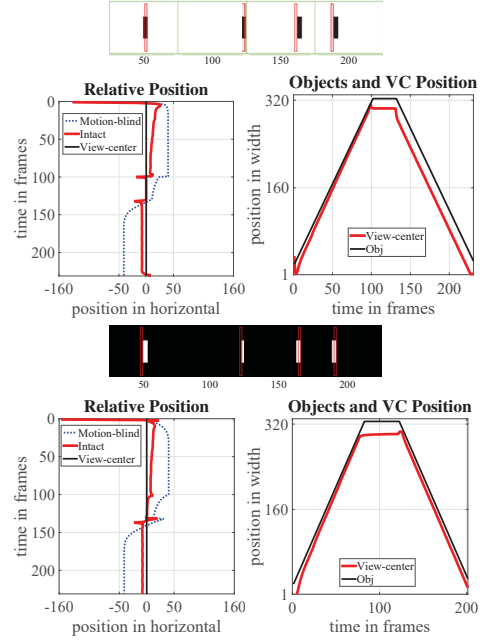 50 100 150 200
Relative Position
Objects and VC Position
0
Motion-blind
Intact
View-center
50
100
150
200
time in frames
-160 -50 0 50 160
position in horizontal
320
160
1
position in width
View-center
Obj
0 50 100 150 200
time in frames
50 100 150 200
Relative Position
Objects and VC Position
0
Motion-blind
Intact
View-center
50
100
150
200
time in frames
-160 -50 0 50 160
position in horizontal
320
160
1
position in width
View-center
Obj
0 50 100 150 200
time in frames